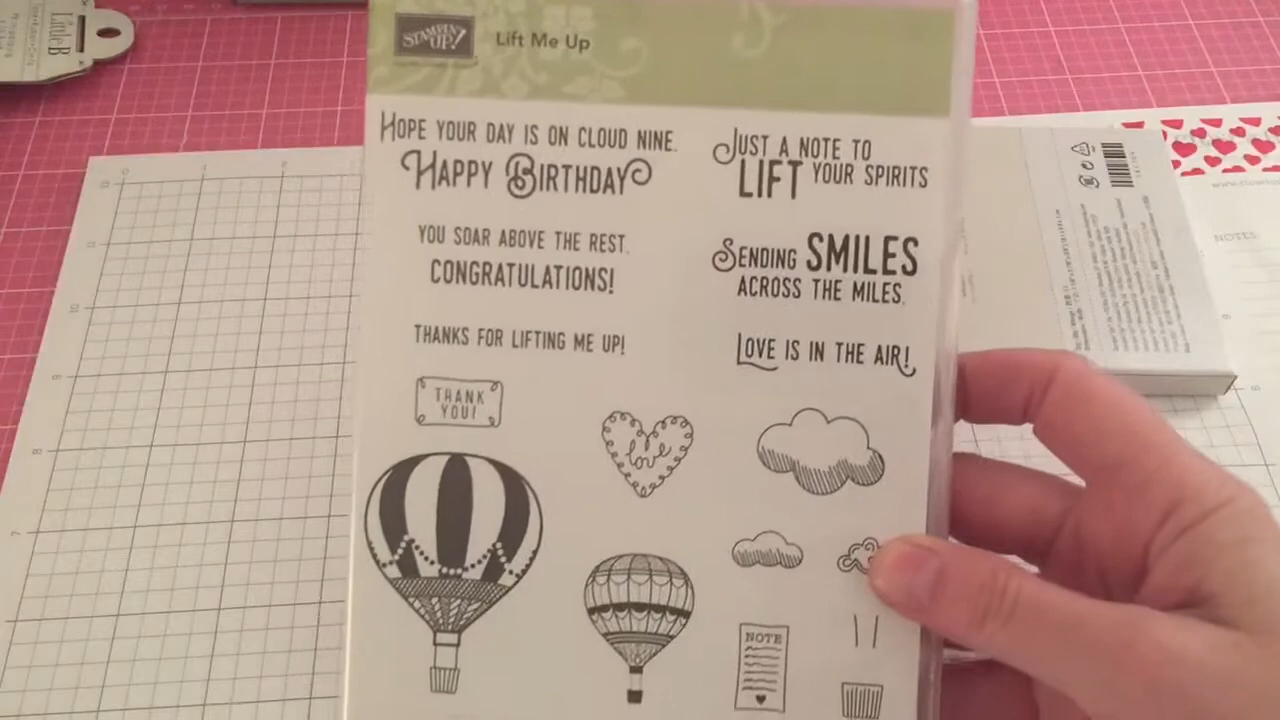 STAMPIN' UP!
Lift Me Up
HOPE YOUR DAY IS ON CLOUD NINE.
HAPPY BIRTHDAY
JUST A NOTE TO
LIFT YOUR SPIRITS
YOU SOAR ABOVE THE REST.
CONGRATULATIONS!
SENDING SMILES
ACROSS THE MILES.
THANKS FOR LIFTING ME UP!
LOVE IS IN THE AIR!
THANK
YOU!
love
NOTE
Little B
NOTES